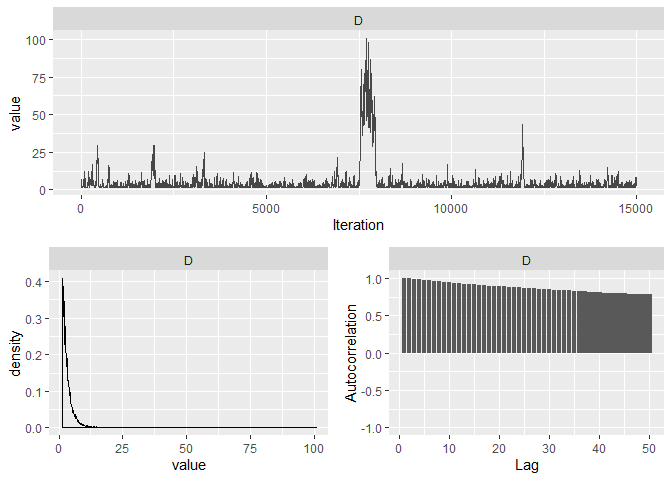 D
100
75
50
25
0
value
0 5000 10000 15000
Iteration
D
0.4
0.3
0.2
0.1
0.0
density
0 25 50 75 100
value
D
1.0
0.5
0.0
-0.5
-1.0
Autocorrelation
0 10 20 30 40 50
Lag